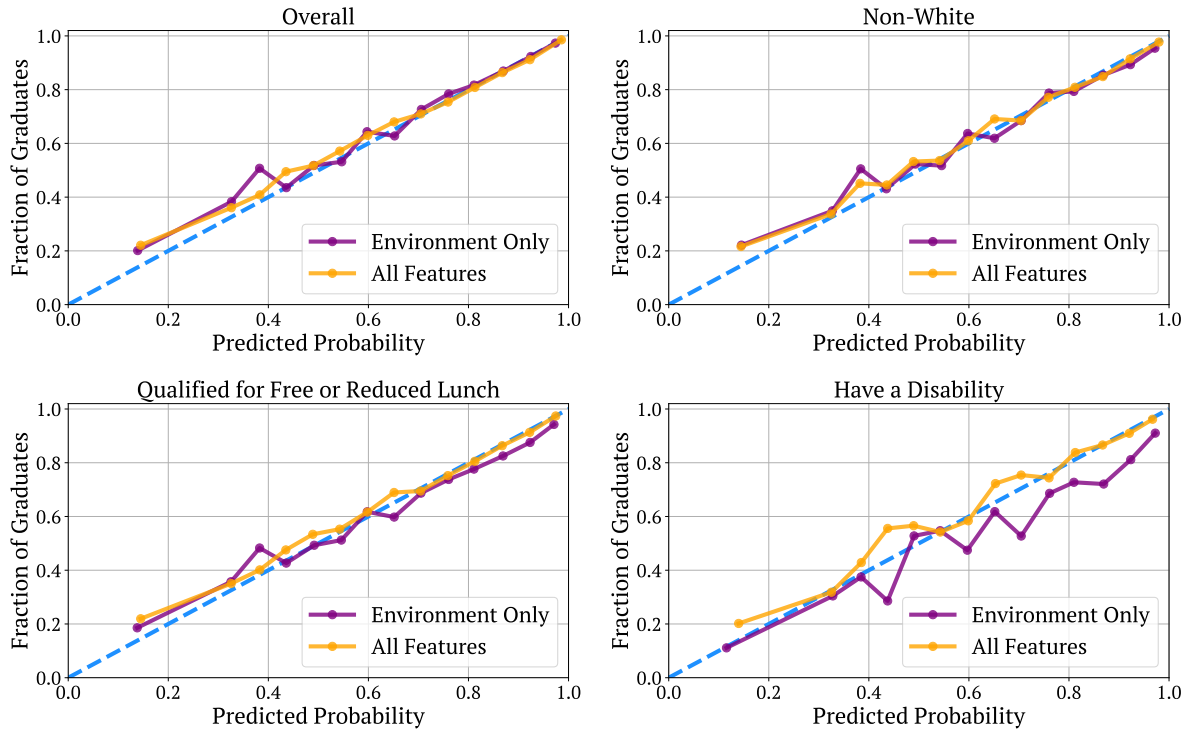 Overall
Fraction of Graduates
1.0
0.8
0.6
0.4
0.2
0.0
Environment Only
All Features
0.0 0.2 0.4 0.6 0.8 1.0
Predicted Probability
Non-White
Fraction of Graduates
1.0
0.8
0.6
0.4
0.2
0.0
Environment Only
All Features
0.0 0.2 0.4 0.6 0.8 1.0
Predicted Probability
Qualified for Free or Reduced Lunch
Fraction of Graduates
1.0
0.8
0.6
0.4
0.2
0.0
Environment Only
All Features
0.0 0.2 0.4 0.6 0.8 1.0
Predicted Probability
Have a Disability
Fraction of Graduates
1.0
0.8
0.6
0.4
0.2
0.0
Environment Only
All Features
0.0 0.2 0.4 0.6 0.8 1.0
Predicted Probability